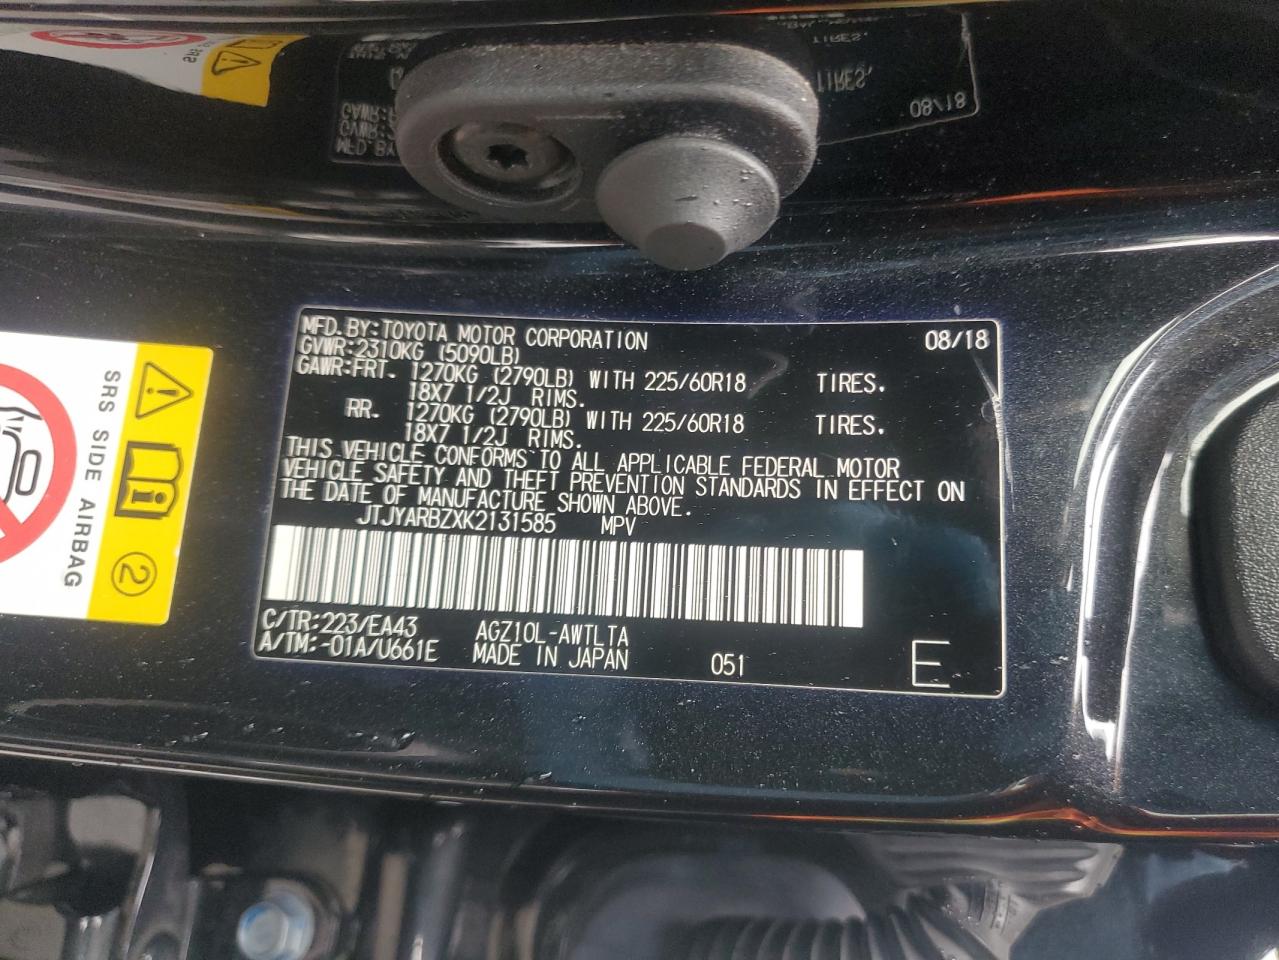 MFD.BY:TOYOTA MOTOR CORPORATION 08/18
GVWR:2310KG (5090LB)
GAWR:FRT. 1270KG (2790LB) WITH 225/60R18 TIRES.
18X7 1/2J RIMS.
RR. 1270KG (2790LB) WITH 225/60R18 TIRES.
18X7 1/2J RIMS.
THIS VEHICLE CONFORMS TO ALL APPLICABLE FEDERAL MOTOR
VEHICLE SAFETY AND THEFT PREVENTION STANDARDS IN EFFECT ON
THE DATE OF MANUFACTURE SHOWN ABOVE.
JTJYARBZXK2131585 MPV
C/TR:223/EA43 AGZ10L-AWTLTA
A/TM:-01A/U661E MADE IN JAPAN 051 E
SRS SIDE AIRBAG
2
TIRES.
TIRES.
08/18